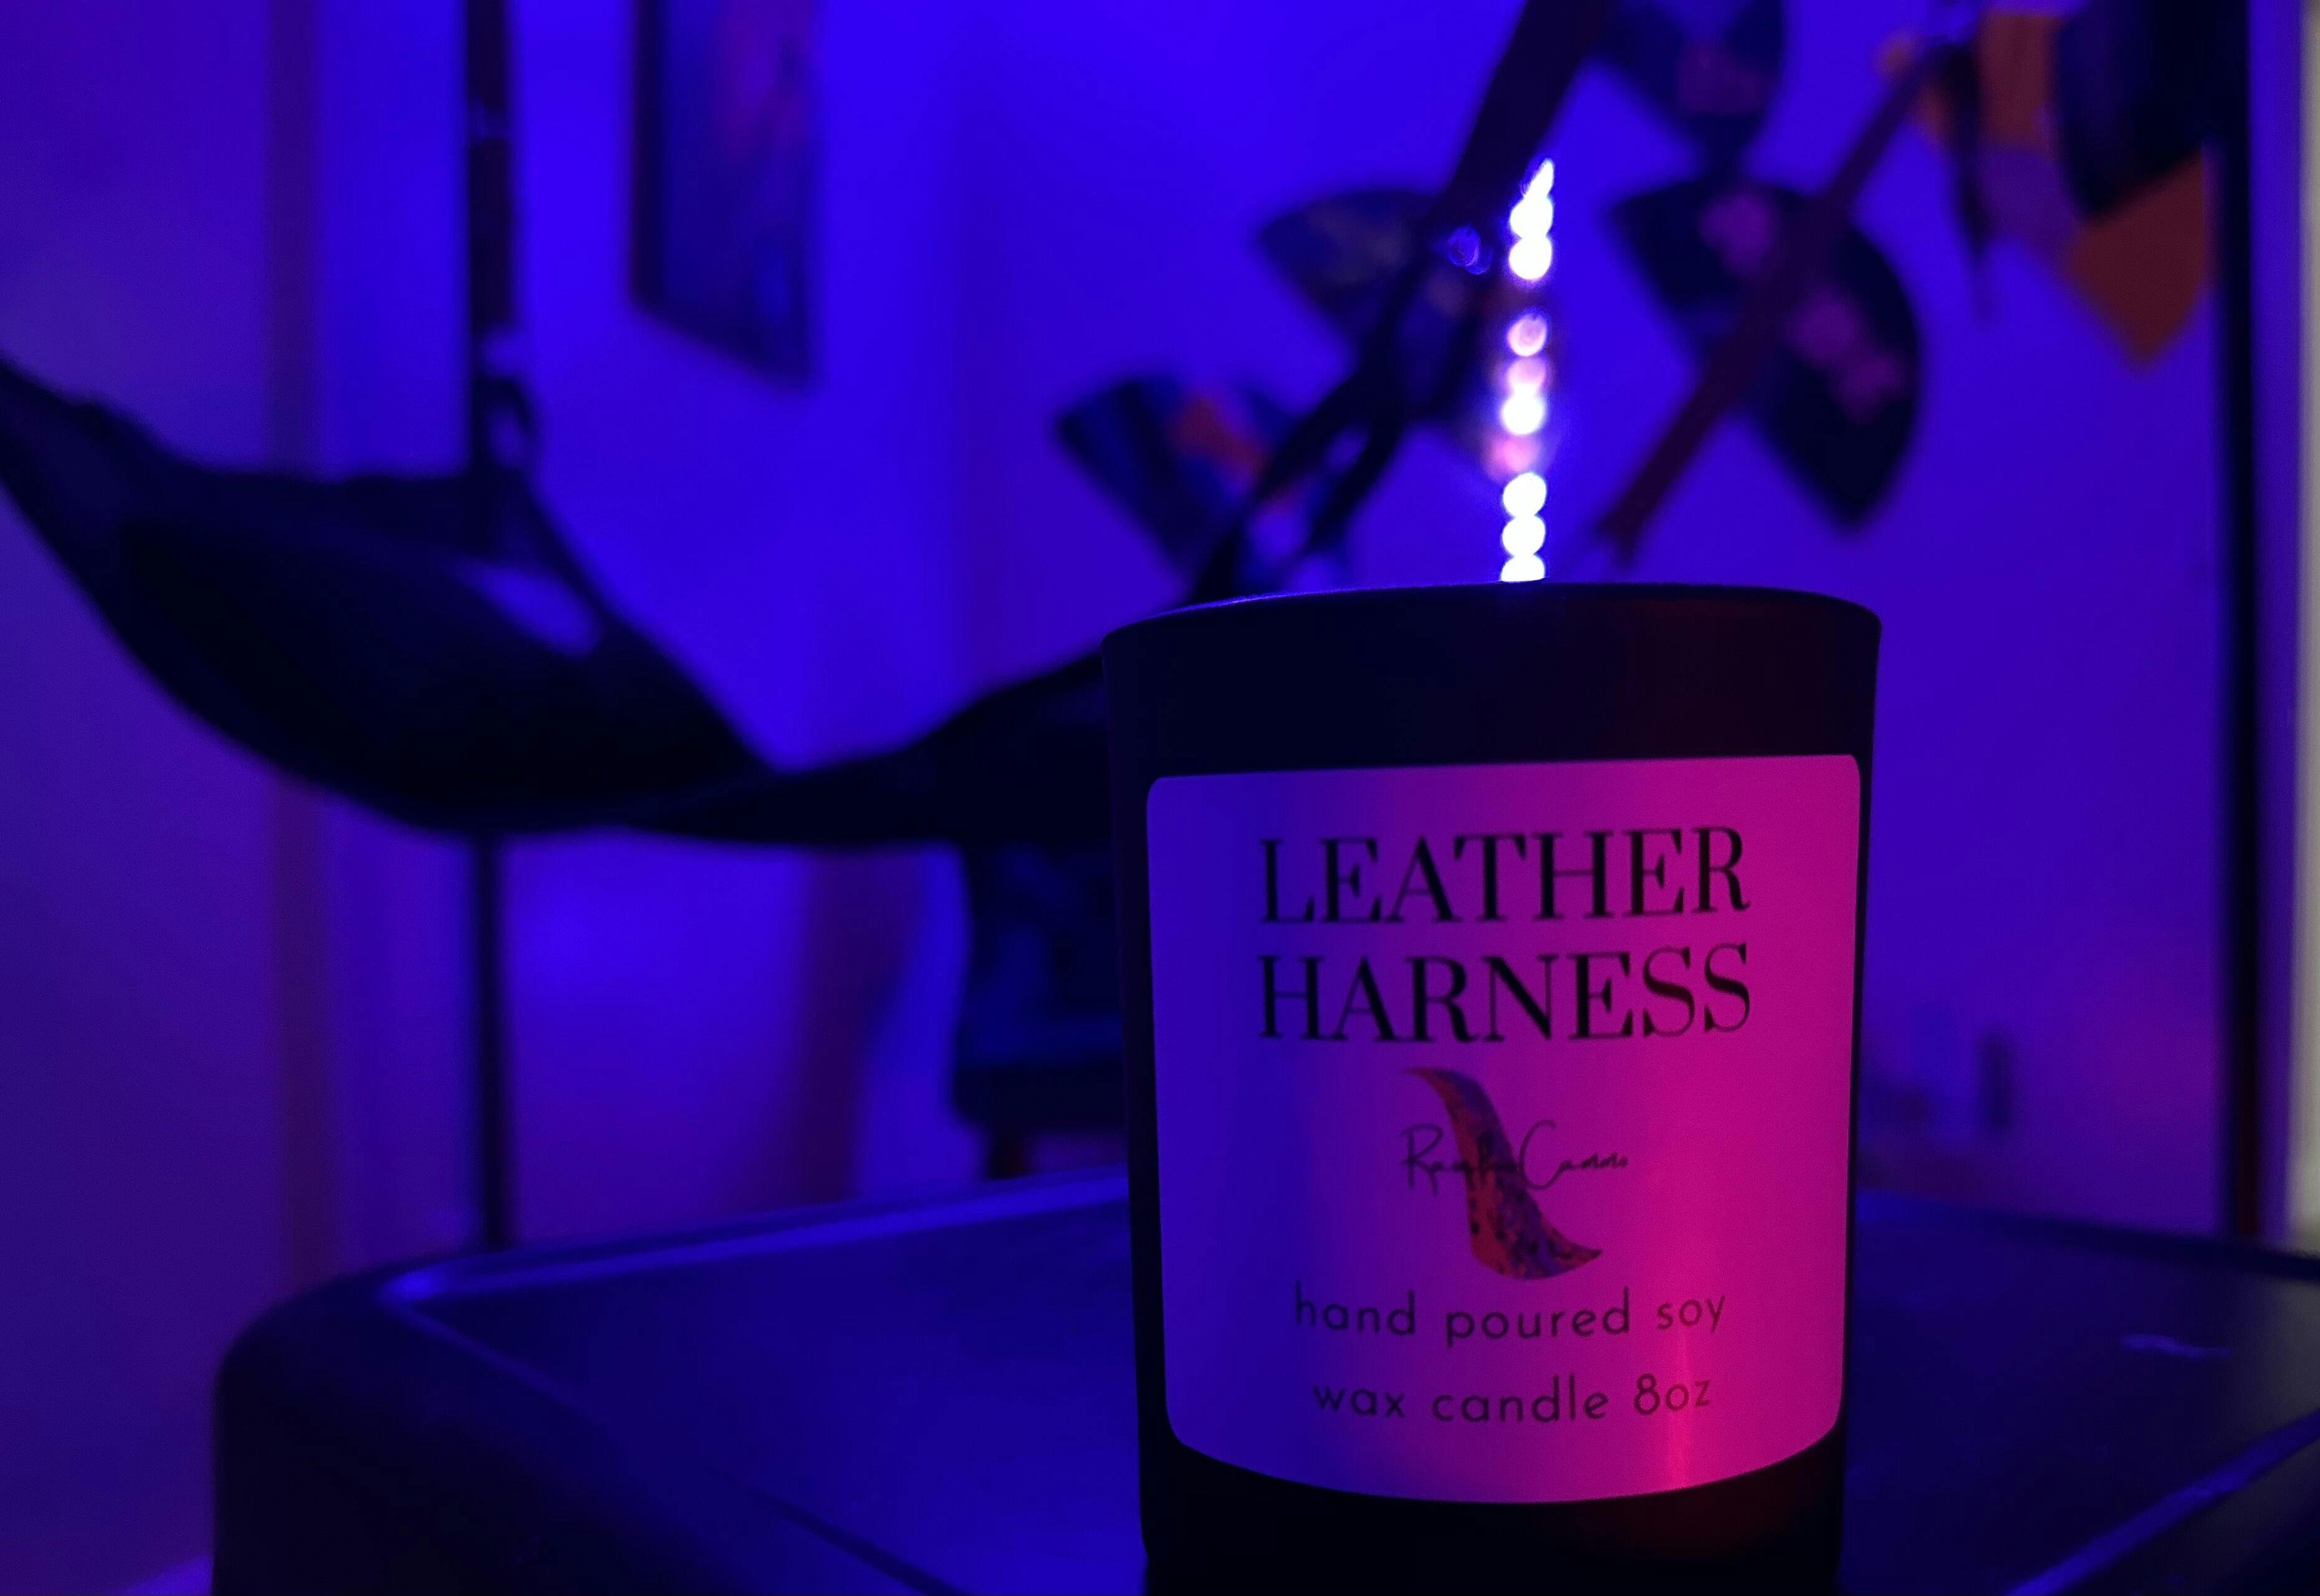 LEATHER
HARNESS
hand poured soy
wax candle 8oz